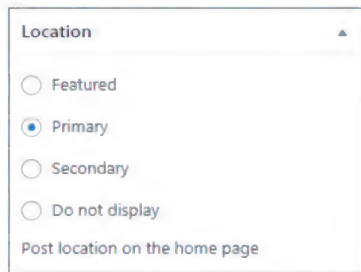 Location
Featured
Primary
Secondary
Do not display
Post location on the home page